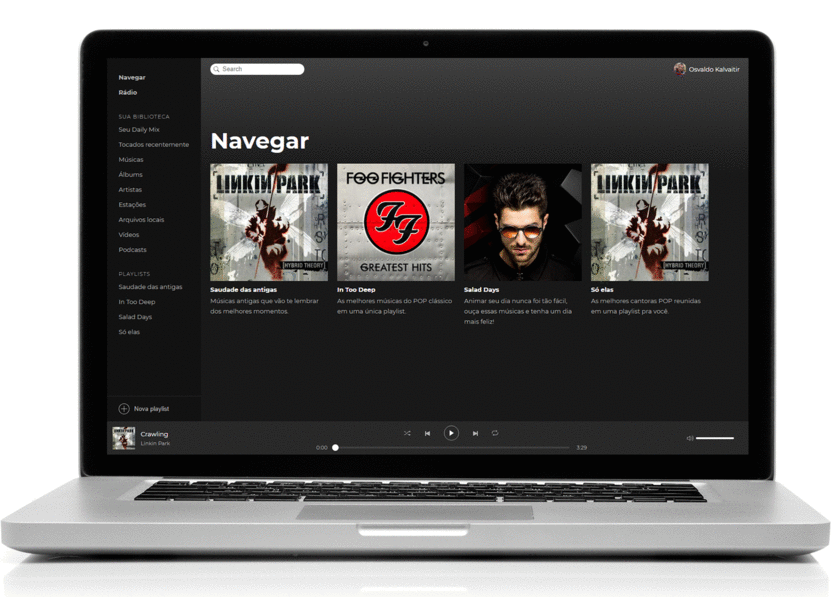 Navegar
Rádio
SUA BIBLIOTECA
Seu Daily Mix
Tocados recentemente
Músicas
Álbums
Artistas
Estações
Arquivos locais
Vídeos
Podcasts
PLAYLISTS
Saudade das antigas
In Too Deep
Salad Days
Só elas
Nova playlist
Search
Osvaldo Kalvaitir
Navegar
LINKIN PARK
HYBRID THEORY
Saudade das antigas
Músicas antigas que vão te lembrar
dos melhores momentos.
FOO FIGHTERS
FF
GREATEST HITS
In Too Deep
As melhores músicas do POP clássico
em uma única playlist.
Salad Days
Animar seu dia nunca foi tão fácil,
ouça essas músicas e tenha um dia
mais feliz!
LINKIN PARK
HYBRID THEORY
Só elas
As melhores cantoras POP reunidas
em uma playlist pra você.
Crawling
Linkin Park
0:00
3:29